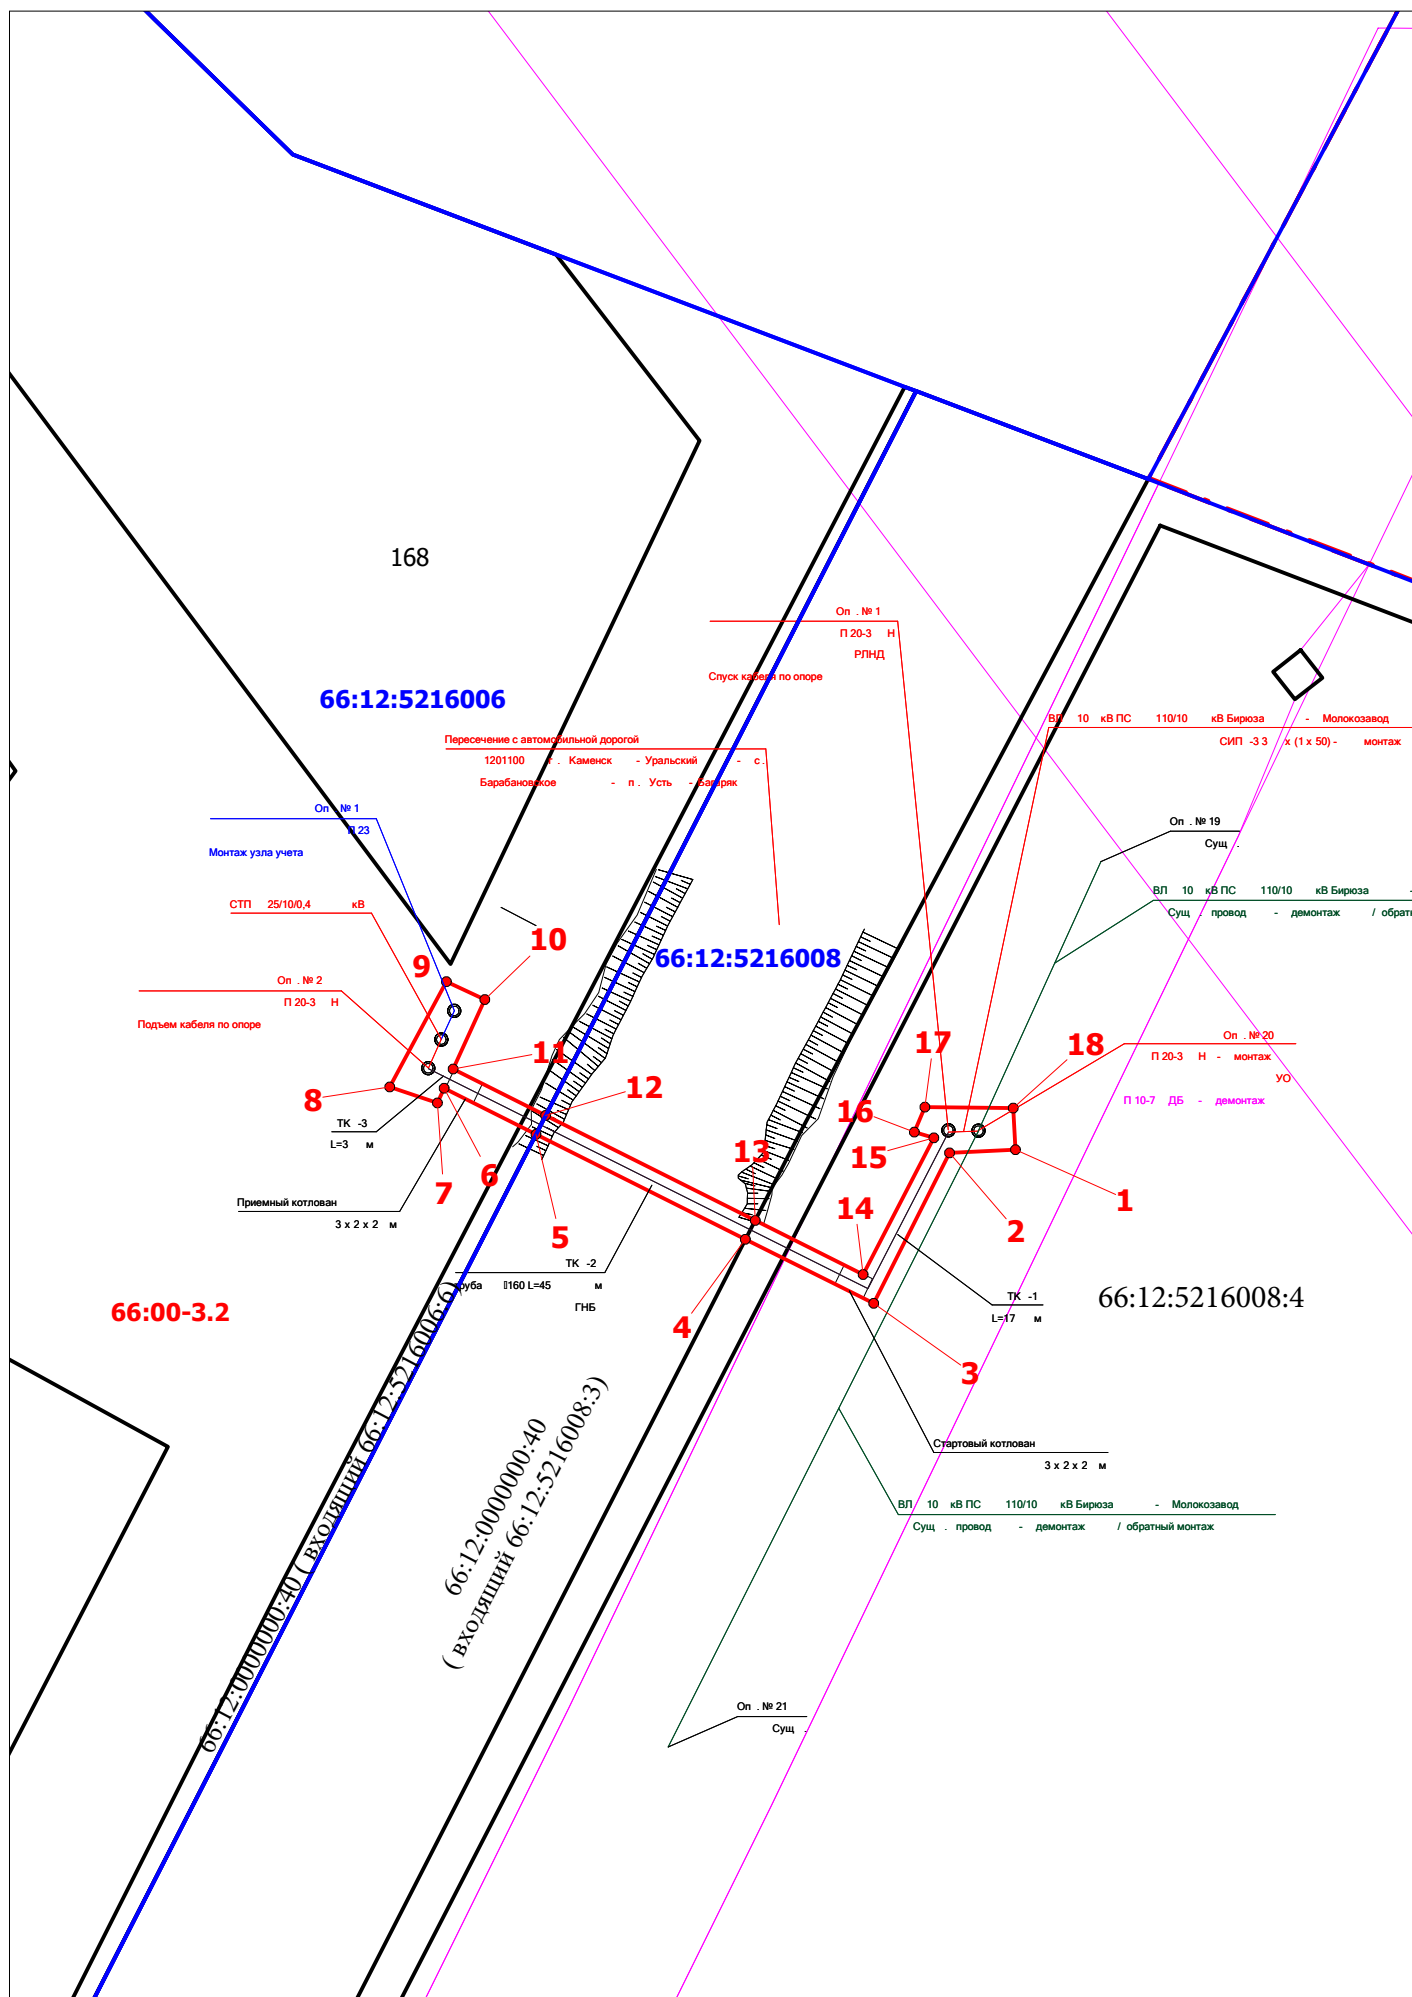 168
Оп . № 1
П 20-3 Н
РЛНД
Спуск кабеля по опоре
66:12:5216006
ВЛ 10 кВ ПС 110/10 кВ Бирюза - Молокозавод
СИП -3 3 х (1 х 50) - монтаж
Пересечение с автомобильной дорогой
1201100 г . Каменск - Уральский - с .
Барабановское - п . Усть - Багаряк
Оп . № 1
П 23
Монтаж узла учета
Оп . № 19
Сущ .
ВЛ 10 кВ ПС 110/10 кВ Бирюза -
Сущ . провод - демонтаж / обратн
СТП 25/10/0,4 кВ
10
9
66:12:5216008
Оп . № 2
П 20-3 Н
Подъем кабеля по опоре
17
18
Оп . № 20
П 20-3 Н - монтаж
УО
П 10-7 ДБ - демонтаж
11
12
8
16
15
ТК -3
L=3 м
13
6
7
14
1
2
5
Приемный котлован
3 х 2 х 2 м
ТК -2
труба 160 L=45 м
ГНБ
66:00-3.2
4
ТК -1
L=17 м
66:12:5216008:4
3
66:12:0000000:40 ( входящий 66:12:5216006:6)
66:12:0000000:40
( входящий 66:12:5216008:3)
Стартовый котлован
3 х 2 х 2 м
ВЛ 10 кВ ПС 110/10 кВ Бирюза - Молокозавод
Сущ . провод - демонтаж / обратный монтаж
Оп . № 21
Сущ .